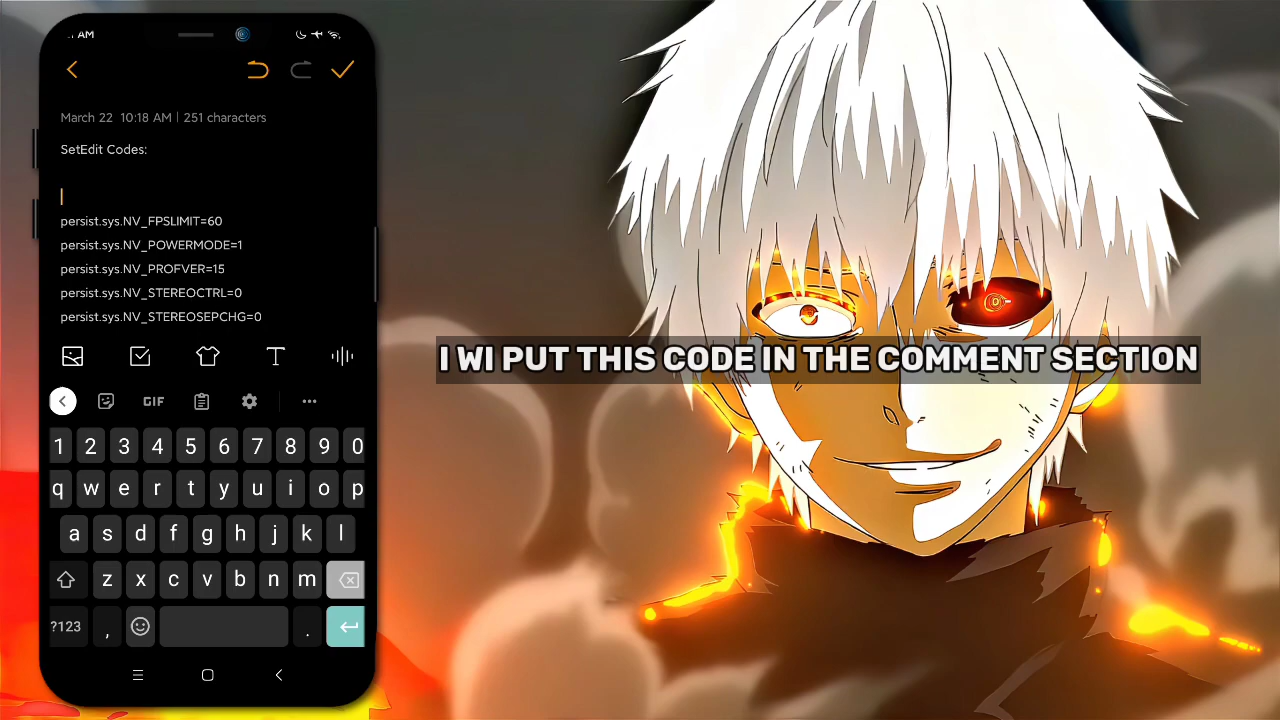 AM
March 22 10:18 AM | 251 characters
SetEdit Codes:
persist.sys.NV_FPSLIMIT=60
persist.sys.NV_POWERMODE=1
persist.sys.NV_PROFVER=15
persist.sys.NV_STEREOCTRL=0
persist.sys.NV_STEREOSEPCHG=0
I WI PUT THIS CODE IN THE COMMENT SECTION
T
GIF
1 2 3 4 5 6 7 8 9 0
q w e r t y u i o p
a s d f g h j k l
z x c v b n m
?123 , .